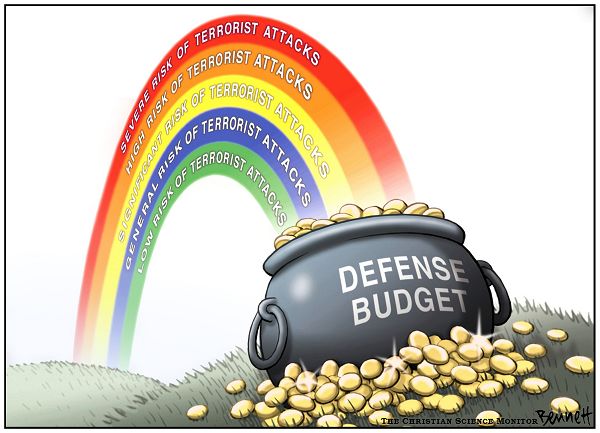 SEVERE RISK OF TERRORIST ATTACKS
HIGH RISK OF TERRORIST ATTACKS
SIGNIFICANT RISK OF TERRORIST ATTACKS
GENERAL RISK OF TERRORIST ATTACKS
LOW RISK OF TERRORIST ATTACKS
DEFENSE
BUDGET
THE CHRISTIAN SCIENCE MONITOR
Bennett